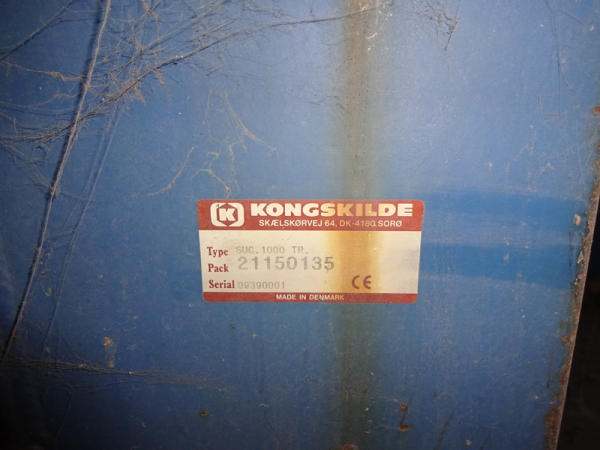 K KONGSKILDE
SKÆLSKØRVEJ 64, DK-4180 SORØ
Type SUC.1000 TR.
Pack 21150135
Serial 09390001
CE
MADE IN DENMARK